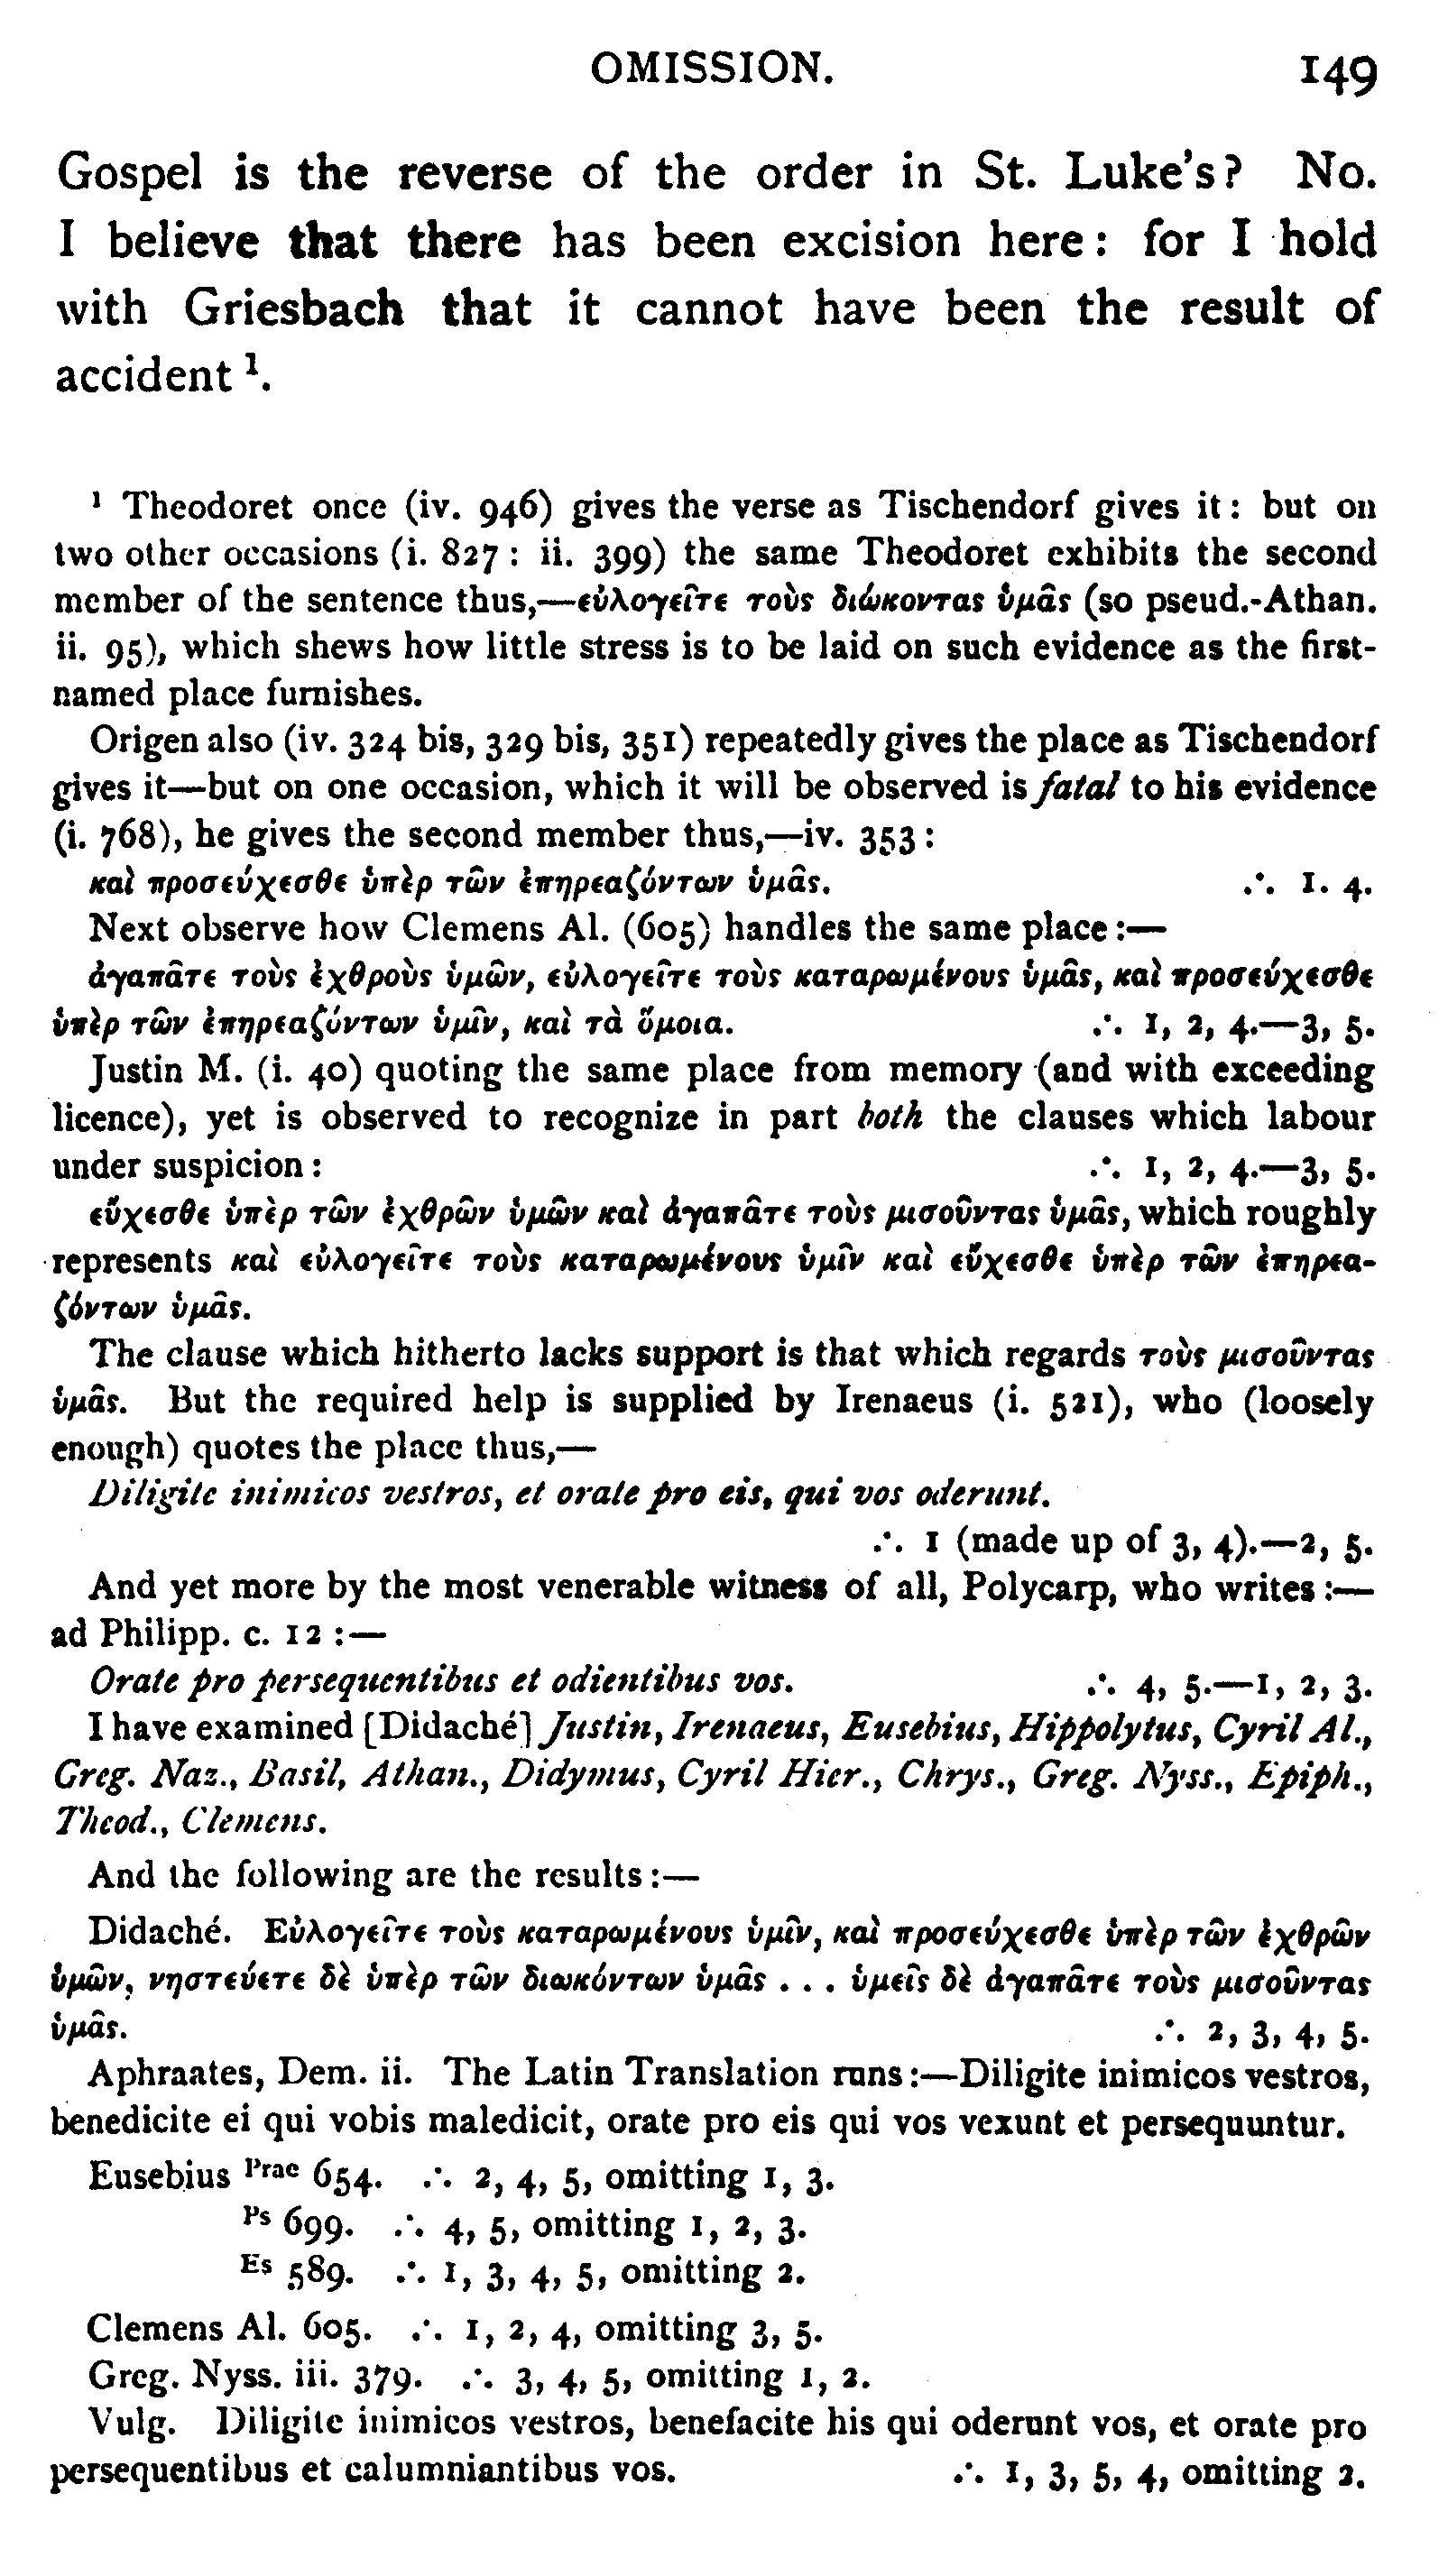 OMISSION. 149
Gospel is the reverse of the order in St. Luke's? No.
I believe that there has been excision here: for I hold
with Griesbach that it cannot have been the result of
accident ¹.
¹ Theodoret once (iv. 946) gives the verse as Tischendorf gives it: but on
two other occasions (i. 827: ii. 399) the same Theodoret exhibits the second
member of the sentence thus,—εὐλογεῖτε τοὺς διώκοντας ὑμᾶς (so pseud.-Athan.
ii. 95), which shews how little stress is to be laid on such evidence as the first-
named place furnishes.
Origen also (iv. 324 bis, 329 bis, 351) repeatedly gives the place as Tischendorf
gives it—but on one occasion, which it will be observed is fatal to his evidence
(i. 768), he gives the second member thus,—iv. 353:
καὶ προσεύχεσθε ὑπὲρ τῶν ἐπηρεαζόντων ὑμᾶς. ∴ 1. 4.
Next observe how Clemens Al. (605) handles the same place:—
ἀγαπᾶτε τοὺς ἐχθροὺς ὑμῶν, εὐλογεῖτε τοὺς καταρωμένους ὑμᾶς, καὶ προσεύχεσθε
ὑπὲρ τῶν ἐπηρεαζόντων ὑμῖν, καὶ τὰ ὅμοια. ∴ 1, 2, 4.—3, 5.
Justin M. (i. 40) quoting the same place from memory (and with exceeding
licence), yet is observed to recognize in part both the clauses which labour
under suspicion: ∴ 1, 2, 4.—3, 5.
εὔχεσθε ὑπὲρ τῶν ἐχθρῶν ὑμῶν καὶ ἀγαπᾶτε τοὺς μισοῦντας ὑμᾶς, which roughly
represents καὶ εὐλογεῖτε τοὺς καταρωμένους ὑμῖν καὶ εὔχεσθε ὑπὲρ τῶν ἐπηρεα-
ζόντων ὑμᾶς.
The clause which hitherto lacks support is that which regards τοὺς μισοῦντας
ὑμᾶς. But the required help is supplied by Irenaeus (i. 521), who (loosely
enough) quotes the place thus,—
Diligite inimicos vestros, et orate pro eis, qui vos oderunt.
∴ 1 (made up of 3, 4).—2, 5.
And yet more by the most venerable witness of all, Polycarp, who writes:—
ad Philipp. c. 12:—
Orate pro persequentibus et odientibus vos. ∴ 4, 5.—1, 2, 3.
I have examined [Didaché] Justin, Irenaeus, Eusebius, Hippolytus, Cyril Al.,
Greg. Naz., Basil, Athan., Didymus, Cyril Hier., Chrys., Greg. Nyss., Epiph.,
Theod., Clemens.
And the following are the results:—
Didaché. Εὐλογεῖτε τοὺς καταρωμένους ὑμῖν, καὶ προσεύχεσθε ὑπὲρ τῶν ἐχθρῶν
ὑμῶν, νηστεύετε δὲ ὑπὲρ τῶν διωκόντων ὑμᾶς . . . ὑμεῖς δὲ ἀγαπᾶτε τοὺς μισοῦντας
ὑμᾶς. ∴ 2, 3, 4, 5.
Aphraates, Dem. ii. The Latin Translation runs:—Diligite inimicos vestros,
benedicite ei qui vobis maledicit, orate pro eis qui vos vexunt et persequuntur.
Eusebius Prae 654. ∴ 2, 4, 5, omitting 1, 3.
Ps 699. ∴ 4, 5, omitting 1, 2, 3.
Es 589. ∴ 1, 3, 4, 5, omitting 2.
Clemens Al. 605. ∴ 1, 2, 4, omitting 3, 5.
Greg. Nyss. iii. 379. ∴ 3, 4, 5, omitting 1, 2.
Vulg. Diligite inimicos vestros, benefacite his qui oderunt vos, et orate pro
persequentibus et calumniantibus vos. ∴ 1, 3, 5, 4, omitting 2.